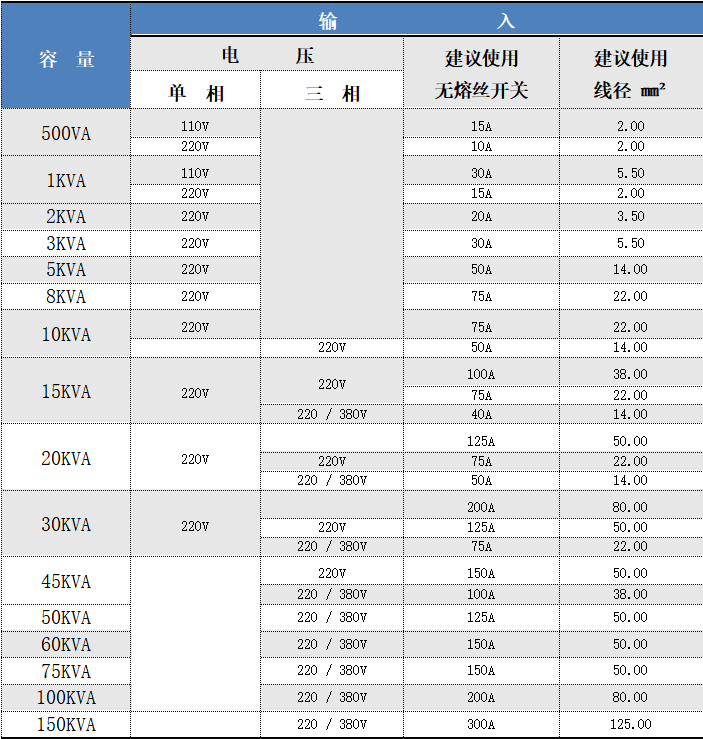 容 量 输 入
电 压 建议使用 无熔丝开关 建议使用 线径 mm²
单 相 三 相
500VA 110V 15A 2.00
220V 10A 2.00
1KVA 110V 30A 5.50
220V 15A 2.00
2KVA 220V 20A 3.50
3KVA 220V 30A 5.50
5KVA 220V 50A 14.00
8KVA 220V 75A 22.00
10KVA 220V 75A 22.00
220V 50A 14.00
15KVA 220V 220V 100A 38.00
75A 22.00
220 / 380V 40A 14.00
20KVA 220V 125A 50.00
220V 75A 22.00
220 / 380V 50A 14.00
30KVA 220V 200A 80.00
220V 125A 50.00
220 / 380V 75A 22.00
45KVA 220V 150A 50.00
220 / 380V 100A 38.00
50KVA 220 / 380V 125A 50.00
60KVA 220 / 380V 150A 50.00
75KVA 220 / 380V 150A 50.00
100KVA 220 / 380V 200A 80.00
150KVA 220 / 380V 300A 125.00